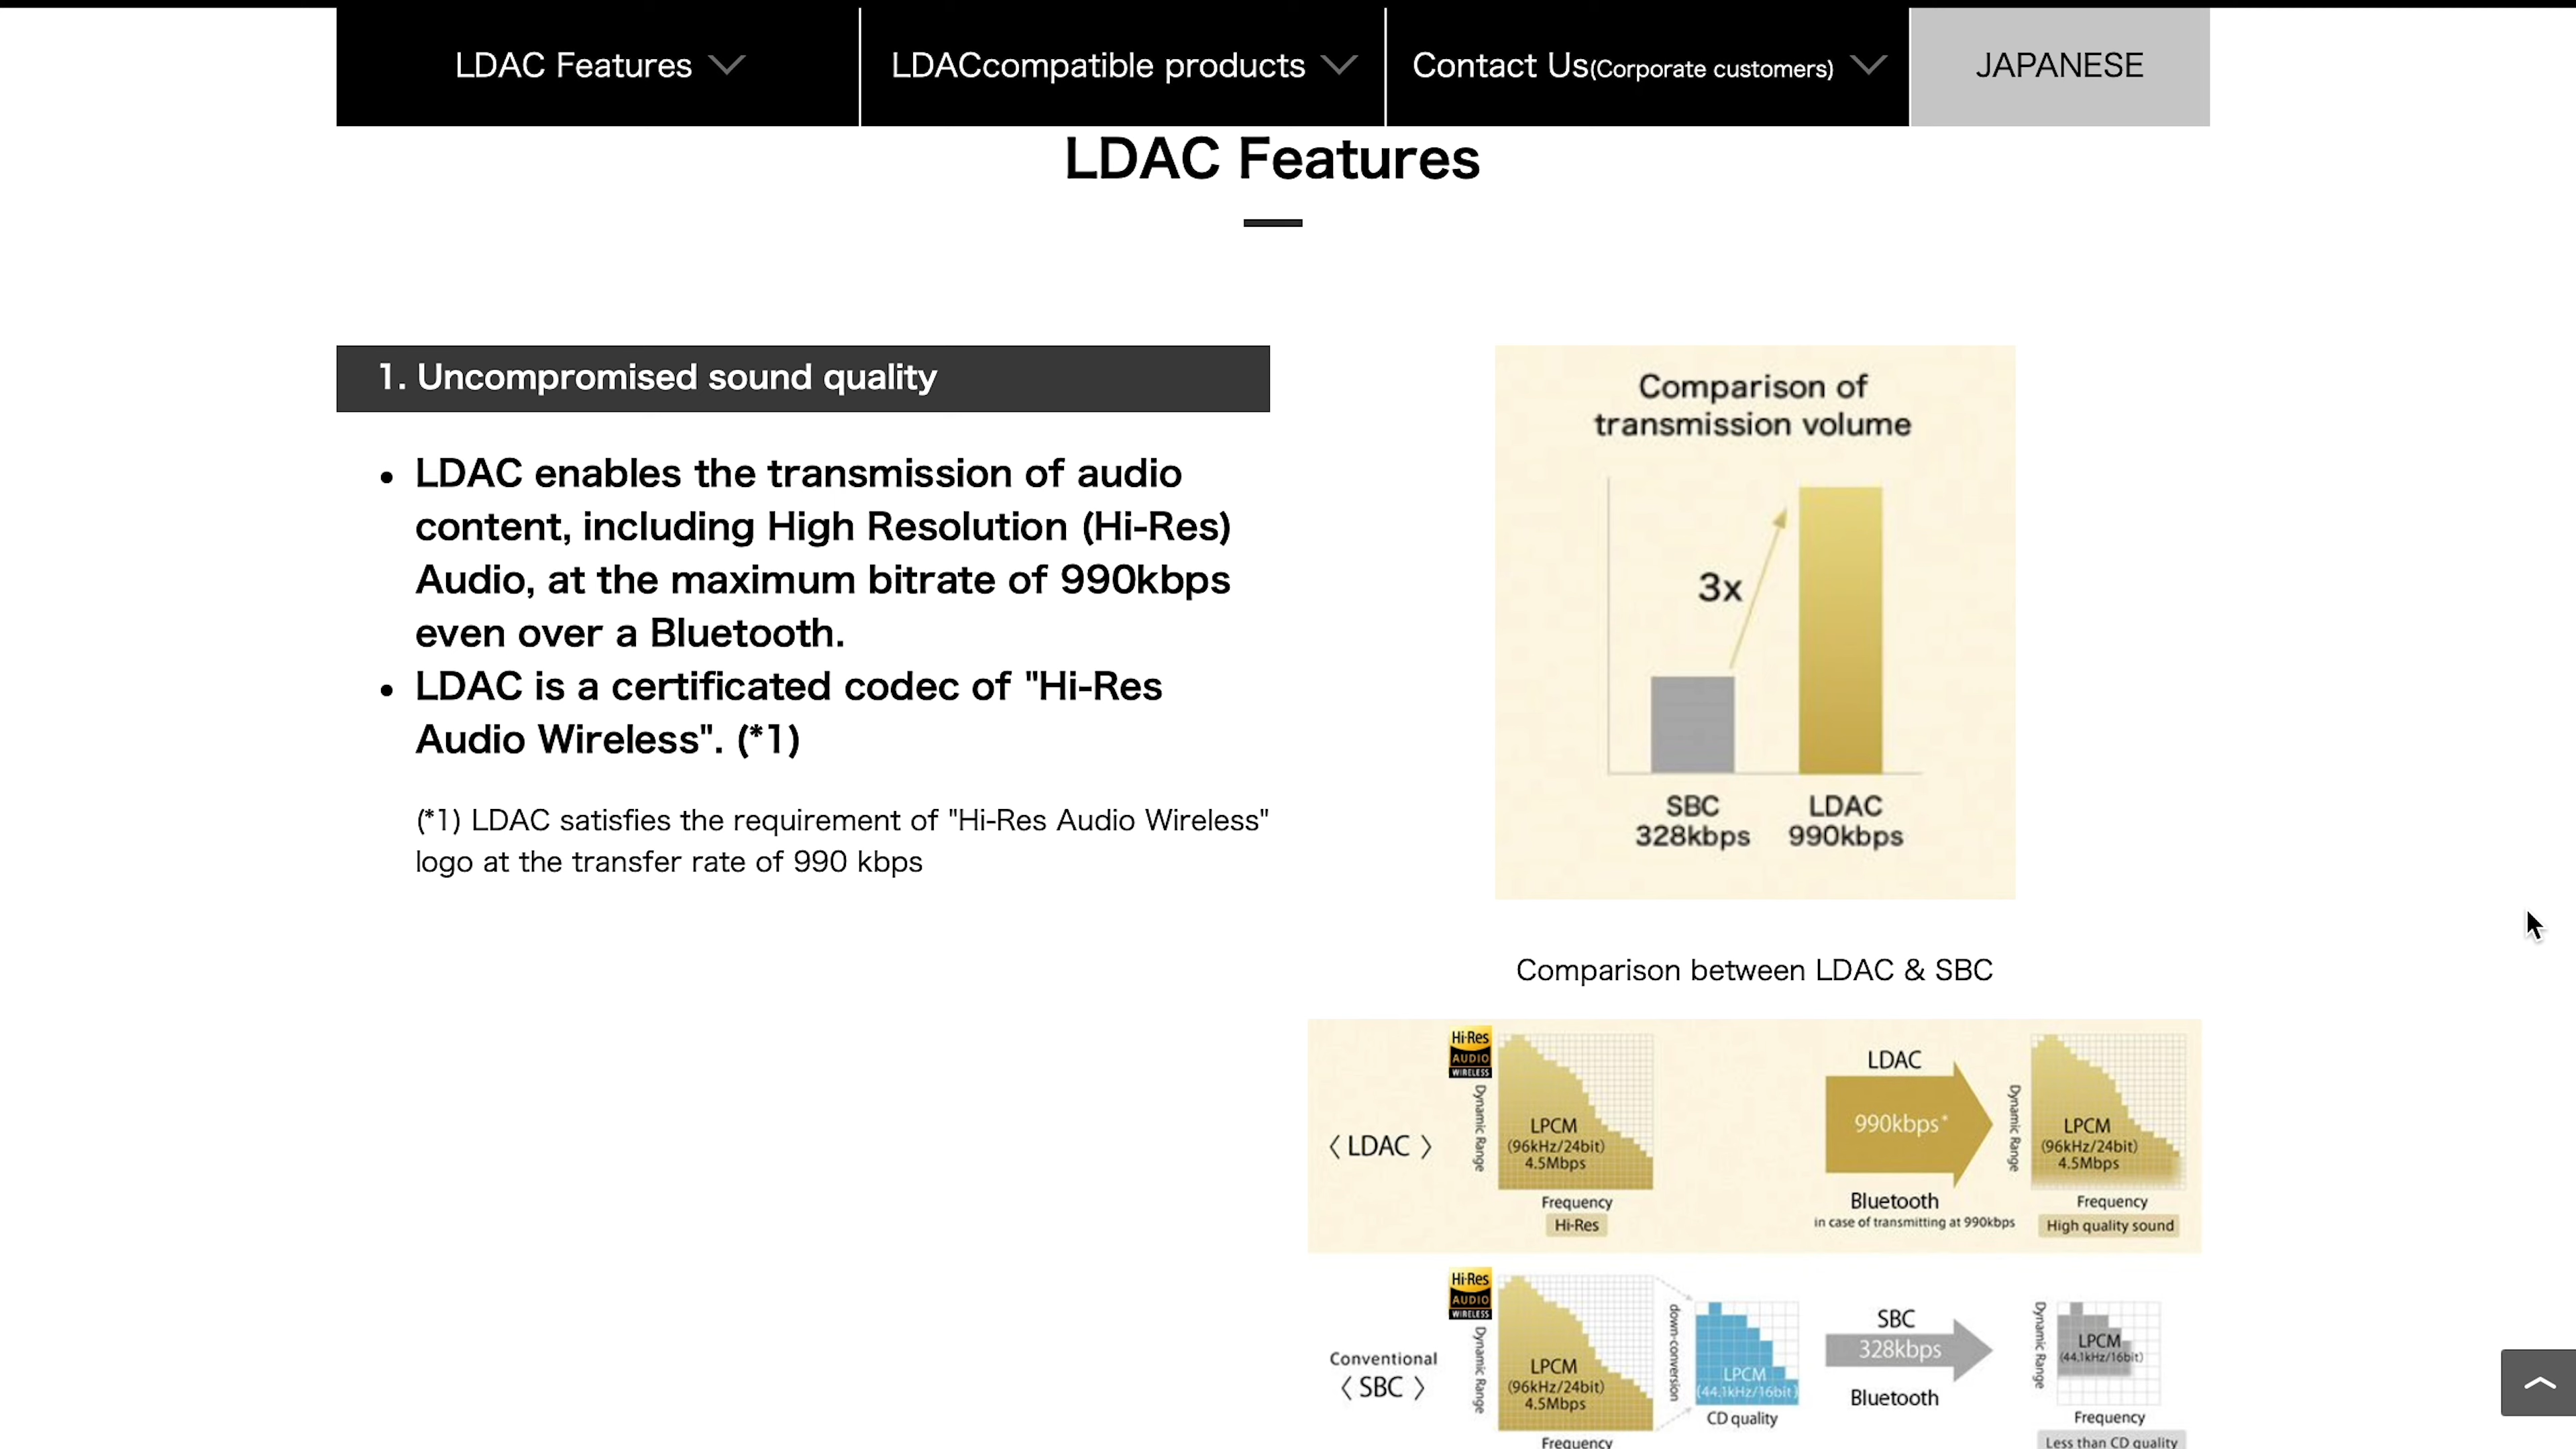 LDAC Features
LDACcompatible products
Contact Us(Corporate customers)
JAPANESE
LDAC Features
1. Uncompromised sound quality
• LDAC enables the transmission of audio
content, including High Resolution (Hi-Res)
Audio, at the maximum bitrate of 990kbps
even over a Bluetooth.
• LDAC is a certificated codec of "Hi-Res
Audio Wireless". (*1)
(*1) LDAC satisfies the requirement of "Hi-Res Audio Wireless"
logo at the transfer rate of 990 kbps
Comparison of
transmission volume
3x
SBC
328kbps
LDAC
990kbps
Comparison between LDAC & SBC
〈 LDAC 〉
Hi-Res
AUDIO
WIRELESS
Dynamic Range
LPCM
(96kHz/24bit)
4.5Mbps
Frequency
Hi-Res
LDAC
990kbps*
Bluetooth
in case of transmitting at 990kbps
Dynamic Range
LPCM
(96kHz/24bit)
4.5Mbps
Frequency
High quality sound
Conventional
〈 SBC 〉
Hi-Res
AUDIO
WIRELESS
Dynamic Range
LPCM
(96kHz/24bit)
4.5Mbps
Frequency
down-conversion
LPCM
(44.1kHz/16bit)
CD quality
SBC
328kbps
Bluetooth
Dynamic Range
LPCM
(44.1kHz/16bit)
Frequency
Less than CD quality